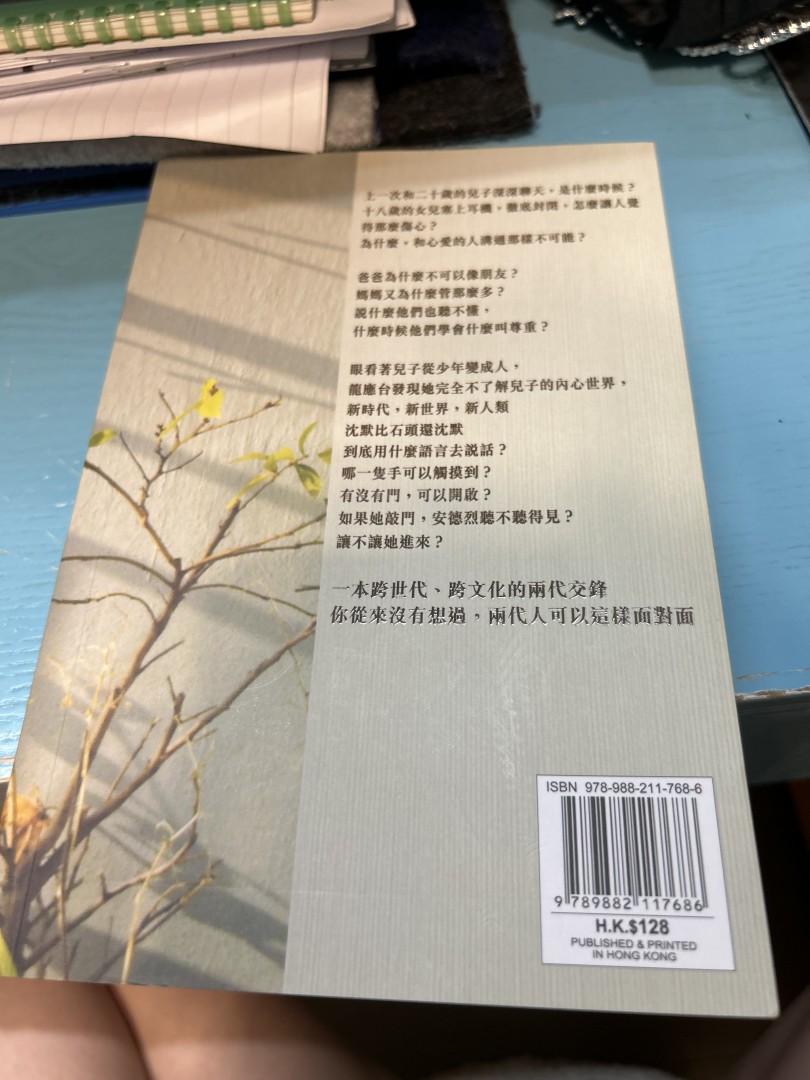 上一次和二十歲的兒子深深聊天，是什麼時候？
十八歲的女兒塞上耳機，徹底封閉，怎麼讓人覺
得那麼傷心？
為什麼，和心愛的人溝通那樣不可能？
爸爸為什麼不可以像朋友？
媽媽又為什麼管那麼多？
說什麼他們也聽不懂，
什麼時候他們學會什麼叫尊重？
眼看著兒子從少年變成人，
龍應台發現她完全不了解兒子的內心世界，
新時代，新世界，新人類
沈默比石頭還沈默
到底用什麼語言去說話？
哪一隻手可以觸摸到？
有沒有門，可以開啟？
如果她敲門，安德烈聽不聽得見？
讓不讓她進來？
一本跨世代、跨文化的兩代交鋒
你從來沒有想過，兩代人可以這樣面對面
ISBN 978-988-211-768-6
9 789882 117686
H.K.$128
PUBLISHED & PRINTED
IN HONG KONG